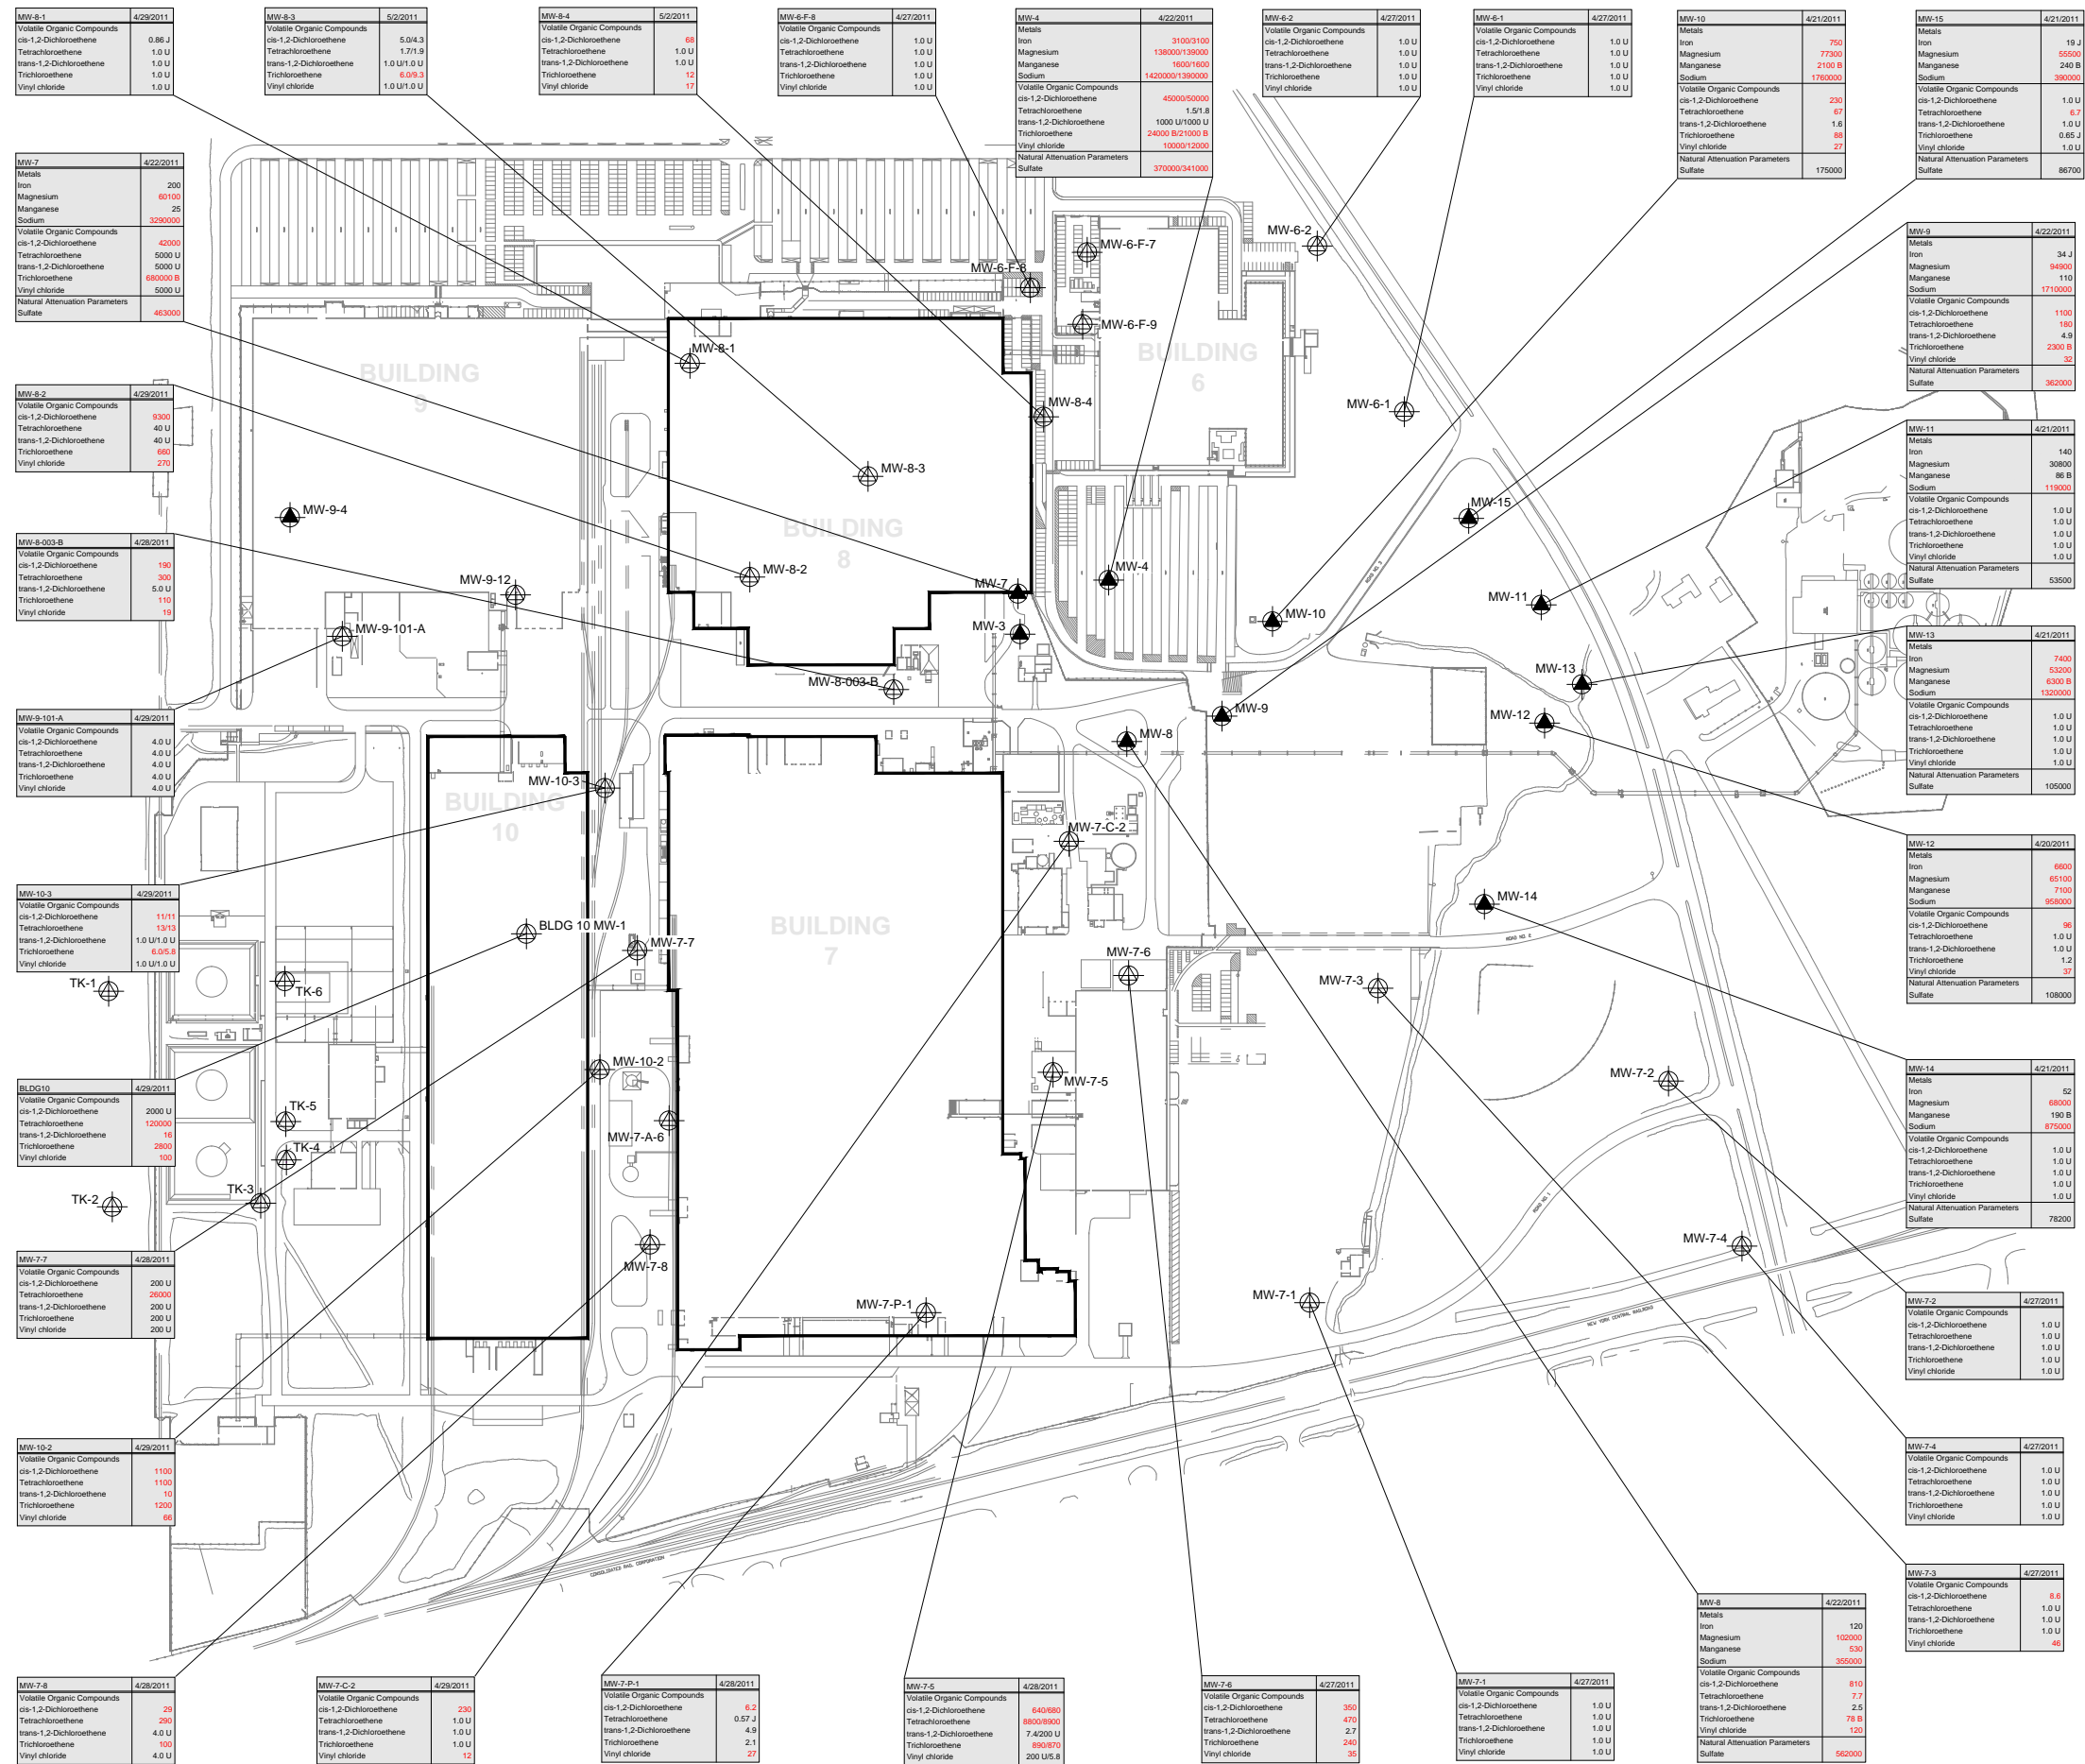 MW-8-1 4/29/2011
Volatile Organic Compounds
cis-1,2-Dichloroethene 0.86 J
Tetrachloroethene 1.0 U
trans-1,2-Dichloroethene 1.0 U
Trichloroethene 1.0 U
Vinyl chloride 1.0 U
MW-8-3 5/2/2011
Volatile Organic Compounds
cis-1,2-Dichloroethene 5.0/4.3
Tetrachloroethene 1.7/1.9
trans-1,2-Dichloroethene 1.0 U/1.0 U
Trichloroethene 6.0/9.3
Vinyl chloride 1.0 U/1.0 U
MW-8-4 5/2/2011
Volatile Organic Compounds
cis-1,2-Dichloroethene 68
Tetrachloroethene 1.0 U
trans-1,2-Dichloroethene 1.0 U
Trichloroethene 12
Vinyl chloride 17
MW-6-F-8 4/27/2011
Volatile Organic Compounds
cis-1,2-Dichloroethene 1.0 U
Tetrachloroethene 1.0 U
trans-1,2-Dichloroethene 1.0 U
Trichloroethene 1.0 U
Vinyl chloride 1.0 U
MW-4 4/22/2011
Metals
Iron 3100/3100
Magnesium 138000/139000
Manganese 1600/1600
Sodium 1420000/1390000
Volatile Organic Compounds
cis-1,2-Dichloroethene 45000/50000
Tetrachloroethene 1.5/1.8
trans-1,2-Dichloroethene 1000 U/1000 U
Trichloroethene 24000 B/21000 B
Vinyl chloride 10000/12000
Natural Attenuation Parameters
Sulfate 370000/341000
MW-6-2 4/27/2011
Volatile Organic Compounds
cis-1,2-Dichloroethene 1.0 U
Tetrachloroethene 1.0 U
trans-1,2-Dichloroethene 1.0 U
Trichloroethene 1.0 U
Vinyl chloride 1.0 U
MW-6-1 4/27/2011
Volatile Organic Compounds
cis-1,2-Dichloroethene 1.0 U
Tetrachloroethene 1.0 U
trans-1,2-Dichloroethene 1.0 U
Trichloroethene 1.0 U
Vinyl chloride 1.0 U
MW-10 4/21/2011
Metals
Iron 750
Magnesium 77300
Manganese 2100 B
Sodium 1760000
Volatile Organic Compounds
cis-1,2-Dichloroethene 230
Tetrachloroethene 67
trans-1,2-Dichloroethene 1.6
Trichloroethene 88
Vinyl chloride 27
Natural Attenuation Parameters
Sulfate 175000
MW-15 4/21/2011
Metals
Iron 19 J
Magnesium 55500
Manganese 240 B
Sodium 390000
Volatile Organic Compounds
cis-1,2-Dichloroethene 1.0 U
Tetrachloroethene 6.7
trans-1,2-Dichloroethene 1.0 U
Trichloroethene 0.65 J
Vinyl chloride 1.0 U
Natural Attenuation Parameters
Sulfate 86700
MW-7 4/22/2011
Metals
Iron 200
Magnesium 60100
Manganese 25
Sodium 3290000
Volatile Organic Compounds
cis-1,2-Dichloroethene 42000
Tetrachloroethene 5000 U
trans-1,2-Dichloroethene 5000 U
Trichloroethene 680000 B
Vinyl chloride 5000 U
Natural Attenuation Parameters
Sulfate 463000
MW-9 4/22/2011
Metals
Iron 34 J
Magnesium 94900
Manganese 110
Sodium 1710000
Volatile Organic Compounds
cis-1,2-Dichloroethene 1100
Tetrachloroethene 180
trans-1,2-Dichloroethene 4.9
Trichloroethene 2300 B
Vinyl chloride 32
Natural Attenuation Parameters
Sulfate 362000
MW-8-2 4/29/2011
Volatile Organic Compounds
cis-1,2-Dichloroethene 9300
Tetrachloroethene 40 U
trans-1,2-Dichloroethene 40 U
Trichloroethene 660
Vinyl chloride 270
MW-11 4/21/2011
Metals
Iron 140
Magnesium 30800
Manganese 86 B
Sodium 119000
Volatile Organic Compounds
cis-1,2-Dichloroethene 1.0 U
Tetrachloroethene 1.0 U
trans-1,2-Dichloroethene 1.0 U
Trichloroethene 1.0 U
Vinyl chloride 1.0 U
Natural Attenuation Parameters
Sulfate 53500
MW-8-003-B 4/28/2011
Volatile Organic Compounds
cis-1,2-Dichloroethene 190
Tetrachloroethene 300
trans-1,2-Dichloroethene 5.0 U
Trichloroethene 110
Vinyl chloride 19
MW-13 4/21/2011
Metals
Iron 7400
Magnesium 53200
Manganese 6300 B
Sodium 1320000
Volatile Organic Compounds
cis-1,2-Dichloroethene 1.0 U
Tetrachloroethene 1.0 U
trans-1,2-Dichloroethene 1.0 U
Trichloroethene 1.0 U
Vinyl chloride 1.0 U
Natural Attenuation Parameters
Sulfate 105000
MW-9-101-A 4/29/2011
Volatile Organic Compounds
cis-1,2-Dichloroethene 4.0 U
Tetrachloroethene 4.0 U
trans-1,2-Dichloroethene 4.0 U
Trichloroethene 4.0 U
Vinyl chloride 4.0 U
MW-12 4/20/2011
Metals
Iron 6600
Magnesium 65100
Manganese 7100
Sodium 958000
Volatile Organic Compounds
cis-1,2-Dichloroethene 96
Tetrachloroethene 1.0 U
trans-1,2-Dichloroethene 1.0 U
Trichloroethene 1.2
Vinyl chloride 37
Natural Attenuation Parameters
Sulfate 108000
MW-10-3 4/29/2011
Volatile Organic Compounds
cis-1,2-Dichloroethene 11/11
Tetrachloroethene 13/13
trans-1,2-Dichloroethene 1.0 U/1.0 U
Trichloroethene 6.0/5.8
Vinyl chloride 1.0 U/1.0 U
MW-14 4/21/2011
Metals
Iron 52
Magnesium 68000
Manganese 190 B
Sodium 875000
Volatile Organic Compounds
cis-1,2-Dichloroethene 1.0 U
Tetrachloroethene 1.0 U
trans-1,2-Dichloroethene 1.0 U
Trichloroethene 1.0 U
Vinyl chloride 1.0 U
Natural Attenuation Parameters
Sulfate 78200
BLDG10 4/29/2011
Volatile Organic Compounds
cis-1,2-Dichloroethene 2000 U
Tetrachloroethene 120000
trans-1,2-Dichloroethene 16
Trichloroethene 2800
Vinyl chloride 100
MW-7-7 4/28/2011
Volatile Organic Compounds
cis-1,2-Dichloroethene 200 U
Tetrachloroethene 26000
trans-1,2-Dichloroethene 200 U
Trichloroethene 200 U
Vinyl chloride 200 U
MW-7-2 4/27/2011
Volatile Organic Compounds
cis-1,2-Dichloroethene 1.0 U
Tetrachloroethene 1.0 U
trans-1,2-Dichloroethene 1.0 U
Trichloroethene 1.0 U
Vinyl chloride 1.0 U
MW-10-2 4/29/2011
Volatile Organic Compounds
cis-1,2-Dichloroethene 1100
Tetrachloroethene 1100
trans-1,2-Dichloroethene 10
Trichloroethene 1200
Vinyl chloride 66
MW-7-4 4/27/2011
Volatile Organic Compounds
cis-1,2-Dichloroethene 1.0 U
Tetrachloroethene 1.0 U
trans-1,2-Dichloroethene 1.0 U
Trichloroethene 1.0 U
Vinyl chloride 1.0 U
MW-7-3 4/27/2011
Volatile Organic Compounds
cis-1,2-Dichloroethene 8.6
Tetrachloroethene 1.0 U
trans-1,2-Dichloroethene 1.0 U
Trichloroethene 1.0 U
Vinyl chloride 46
MW-8 4/22/2011
Metals
Iron 120
Magnesium 102000
Manganese 530
Sodium 355000
Volatile Organic Compounds
cis-1,2-Dichloroethene 810
Tetrachloroethene 7.7
trans-1,2-Dichloroethene 2.5
Trichloroethene 78 B
Vinyl chloride 120
Natural Attenuation Parameters
Sulfate 562000
MW-7-8 4/28/2011
Volatile Organic Compounds
cis-1,2-Dichloroethene 29
Tetrachloroethene 290
trans-1,2-Dichloroethene 4.0 U
Trichloroethene 100
Vinyl chloride 4.0 U
MW-7-C-2 4/29/2011
Volatile Organic Compounds
cis-1,2-Dichloroethene 230
Tetrachloroethene 1.0 U
trans-1,2-Dichloroethene 1.0 U
Trichloroethene 1.0 U
Vinyl chloride 12
MW-7-P-1 4/28/2011
Volatile Organic Compounds
cis-1,2-Dichloroethene 6.2
Tetrachloroethene 0.57 J
trans-1,2-Dichloroethene 4.9
Trichloroethene 2.1
Vinyl chloride 27
MW-7-5 4/28/2011
Volatile Organic Compounds
cis-1,2-Dichloroethene 640/680
Tetrachloroethene 8800/8900
trans-1,2-Dichloroethene 7.4/200 U
Trichloroethene 890/870
Vinyl chloride 200 U/5.8
MW-7-6 4/27/2011
Volatile Organic Compounds
cis-1,2-Dichloroethene 350
Tetrachloroethene 470
trans-1,2-Dichloroethene 2.7
Trichloroethene 240
Vinyl chloride 35
MW-7-1 4/27/2011
Volatile Organic Compounds
cis-1,2-Dichloroethene 1.0 U
Tetrachloroethene 1.0 U
trans-1,2-Dichloroethene 1.0 U
Trichloroethene 1.0 U
Vinyl chloride 1.0 U
MW-6-2
MW-6-F-7
MW-6-F-8
MW-6-F-9
MW-8-1
BUILDING
9
BUILDING
6
MW-8-4
MW-6-1
MW-8-3
MW-9-4
BUILDING
8
MW-15
MW-8-2
MW-4
MW-7
MW-9-12
MW-11
MW-10
MW-3
MW-9-101-A
ROAD NO. 3
MW-13
MW-8-003-B
MW-9
MW-12
MW-8
MW-10-3
BUILDING
10
MW-7-C-2
MW-14
BLDG 10 MW-1
BUILDING
7
MW-7-7
ROAD NO. 2
MW-7-6
MW-7-3
TK-1
TK-6
MW-10-2
MW-7-5
MW-7-2
TK-5
MW-7-A-6
TK-4
TK-2
TK-3
ROAD NO. 1
MW-7-4
MW-7-8
MW-7-P-1
MW-7-1
NEW YORK CENTRAL RAILROAD
CONSOLIDATED RAIL CORPORATION